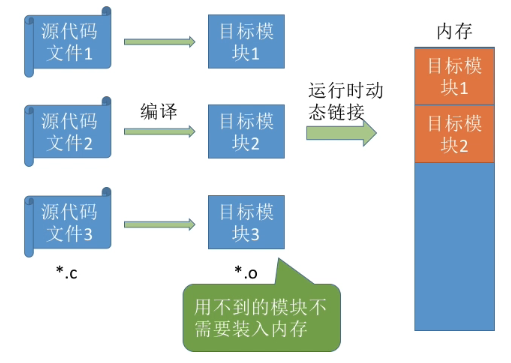 源代码
文件1
目标模
块1
内存
目标模
块1
源代码
文件2
编译
目标模
块2
运行时动
态链接
目标模
块2
源代码
文件3
目标模
块3
*.c
*.o
用不到的模块不
需要装入内存